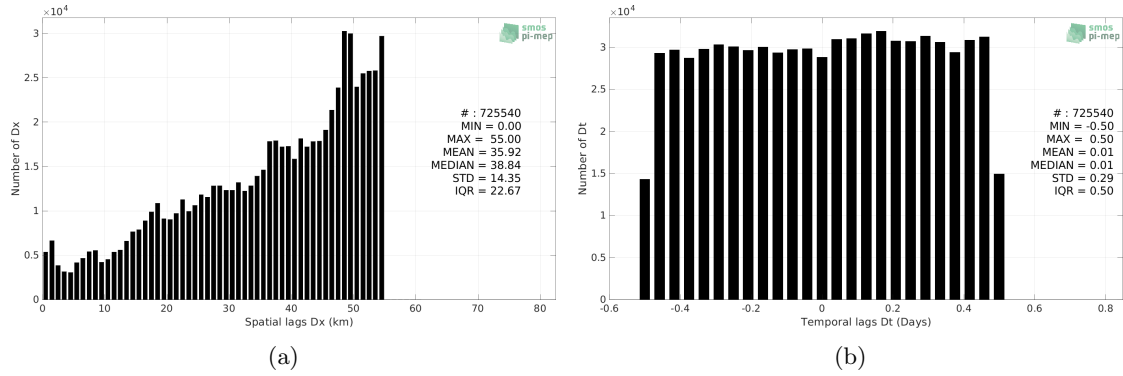 ×10⁴
3
2.5
2
1.5
1
0.5
0
0 10 20 30 40 50 60 70 80
Number of Dx
Spatial lags Dx (km)
smos
pi-mep
# : 725540
MIN = 0.00
MAX = 55.00
MEAN = 35.92
MEDIAN = 38.84
STD = 14.35
IQR = 22.67
(a)
×10⁴
3
2.5
2
1.5
1
0.5
0
-0.6 -0.4 -0.2 0 0.2 0.4 0.6 0.8
Number of Dt
Temporal lags Dt (Days)
smos
pi-mep
# : 725540
MIN = -0.50
MAX = 0.50
MEAN = 0.01
MEDIAN = 0.01
STD = 0.29
IQR = 0.50
(b)